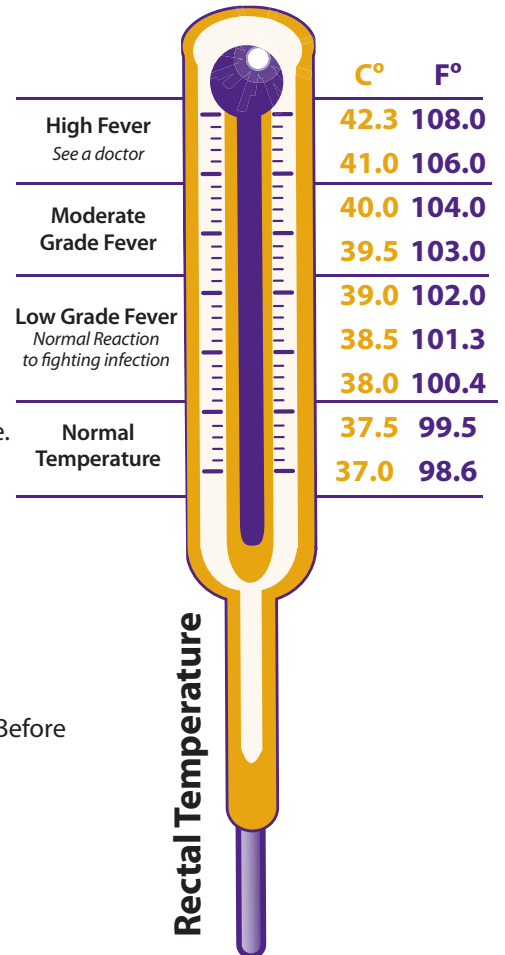 C° F°
High Fever 42.3 108.0
See a doctor 41.0 106.0
Moderate 40.0 104.0
Grade Fever 39.5 103.0
Low Grade Fever 39.0 102.0
Normal Reaction 38.5 101.3
to fighting infection 38.0 100.4
e. Normal 37.5 99.5
Temperature 37.0 98.6
Before
Rectal Temperature